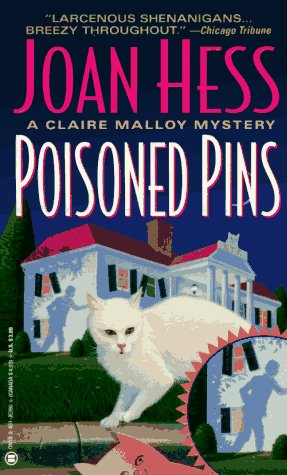 "LARCENOUS SHENANIGANS...
BREEZY THROUGHOUT."—Chicago Tribune
JOAN HESS
A CLAIRE MALLOY MYSTERY
POISONED PINS